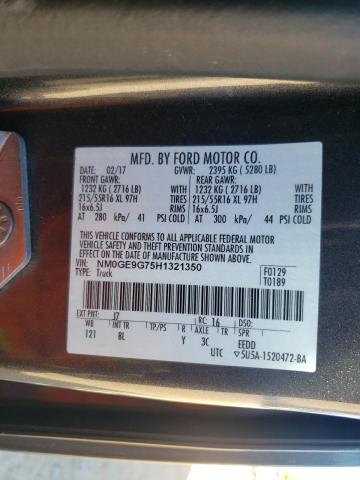 MFD. BY FORD MOTOR CO.
DATE: 02/17 GVWR: 2395 KG ( 5280 LB)
FRONT GAWR: REAR GAWR:
1232 KG (2716 LB) WITH 1232 KG (2716 LB) WITH
215/55R16 XL 97H TIRES 215/55R16 XL 97H TIRES
16x6.5J RIMS 16x6.5J RIMS
AT 280 kPa/ 41 PSI COLD AT 300 kPa/ 44 PSI COLD
THIS VEHICLE CONFORMS TO ALL APPLICABLE FEDERAL MOTOR
VEHICLE SAFETY STANDARDS IN EFFECT ON THE DATE OF
MANUFACTURE SHOWN ABOVE.
VIN: NM0GE9G75H1321350
TYPE: Truck
F0129
T0189
EXT PNT: J7 RC: 16 DSO:
WB INT TR TP/PS R AXLE TR SPR
121 8L Y 3C EEDD
UTC 5U5A-1520472-BA